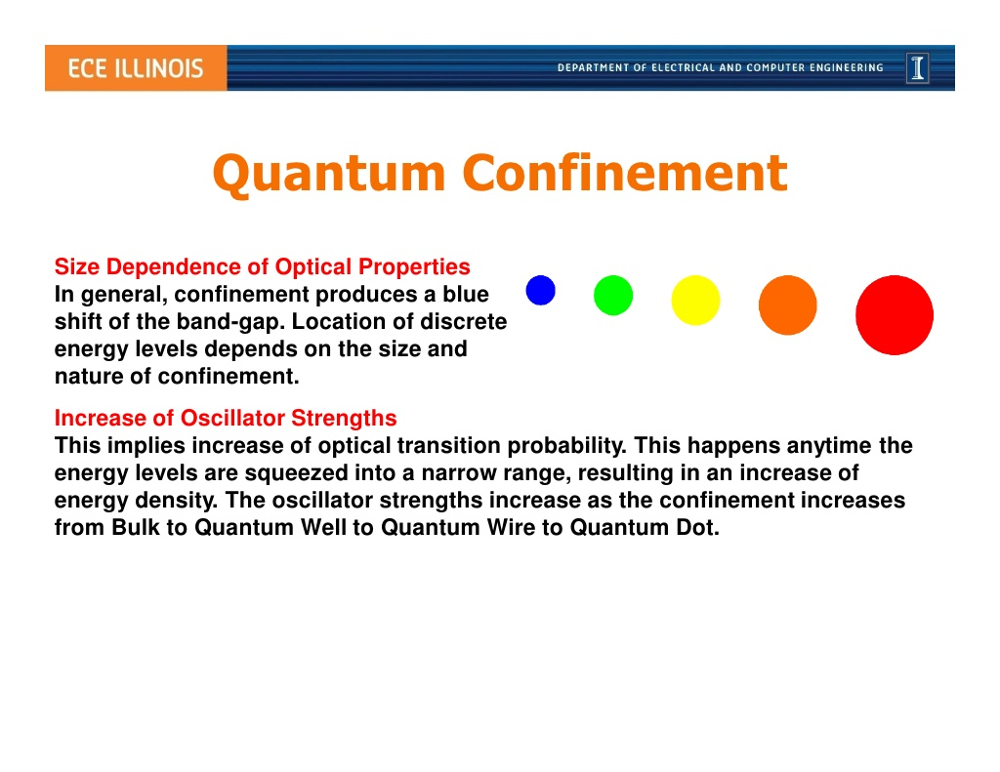 ECE ILLINOIS
DEPARTMENT OF ELECTRICAL AND COMPUTER ENGINEERING
I
Quantum Confinement
Size Dependence of Optical Properties
In general, confinement produces a blue
shift of the band-gap. Location of discrete
energy levels depends on the size and
nature of confinement.
Increase of Oscillator Strengths
This implies increase of optical transition probability. This happens anytime the
energy levels are squeezed into a narrow range, resulting in an increase of
energy density. The oscillator strengths increase as the confinement increases
from Bulk to Quantum Well to Quantum Wire to Quantum Dot.